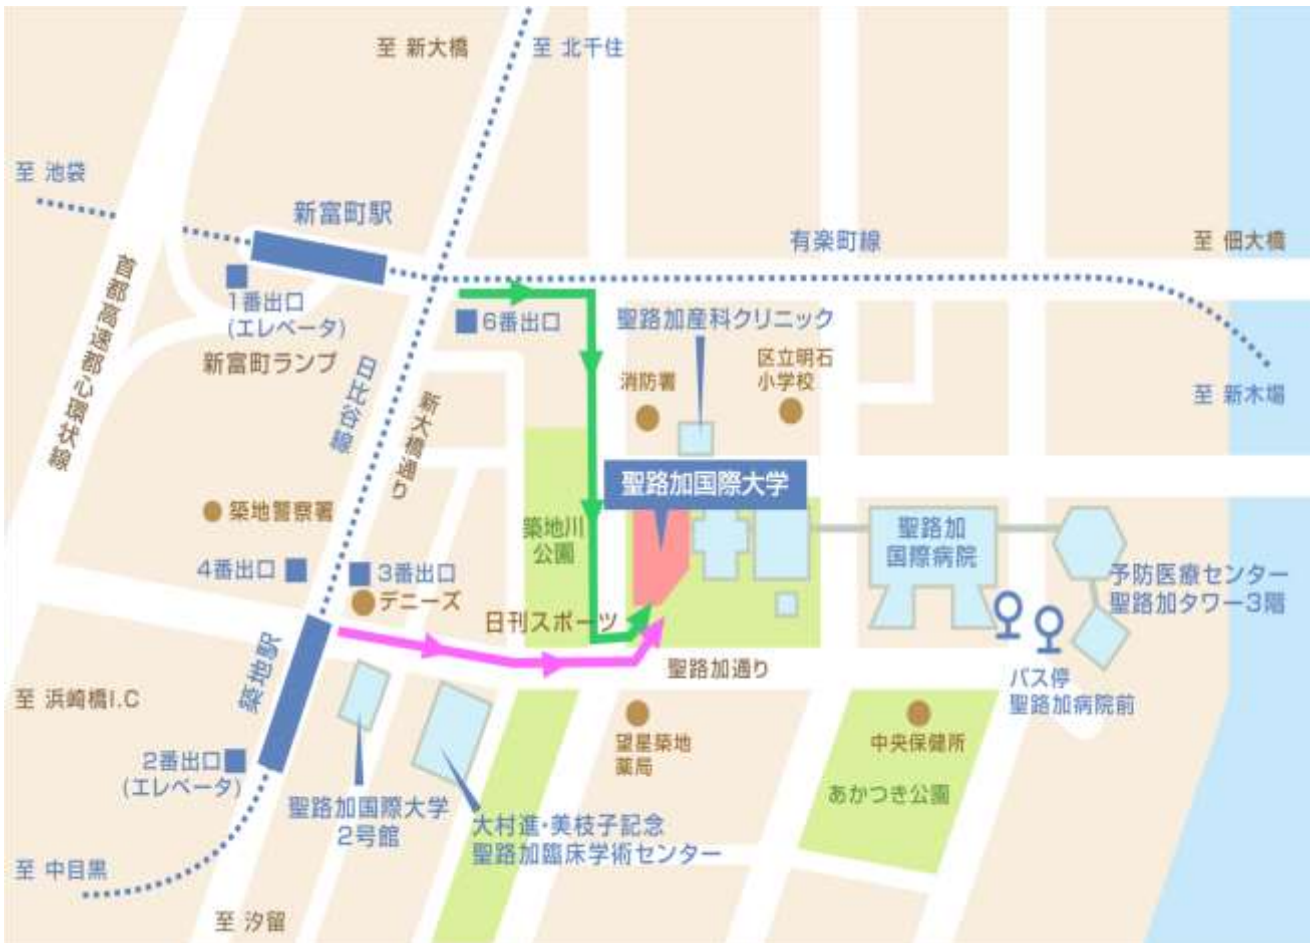 至 新大橋
至 北千住
至 池袋
新富町駅
有楽町線
至 佃大橋
首都高速都心環状線
1番出口
(エレベータ)
6番出口
聖路加産科クリニック
新富町ランプ
日比谷線
新大橋通り
消防署
区立明石
小学校
至 新木場
聖路加国際大学
築地警察署
築地川
公園
聖路加
国際病院
4番出口
3番出口
デニーズ
予防医療センター
聖路加タワー3階
日刊スポーツ
築地駅
聖路加通り
至 浜崎橋I.C
バス停
聖路加病院前
望星築地
薬局
中央保健所
2番出口
(エレベータ)
あかつき公園
聖路加国際大学
2号館
大村進・美枝子記念
聖路加臨床学術センター
至 中目黒
至 汐留